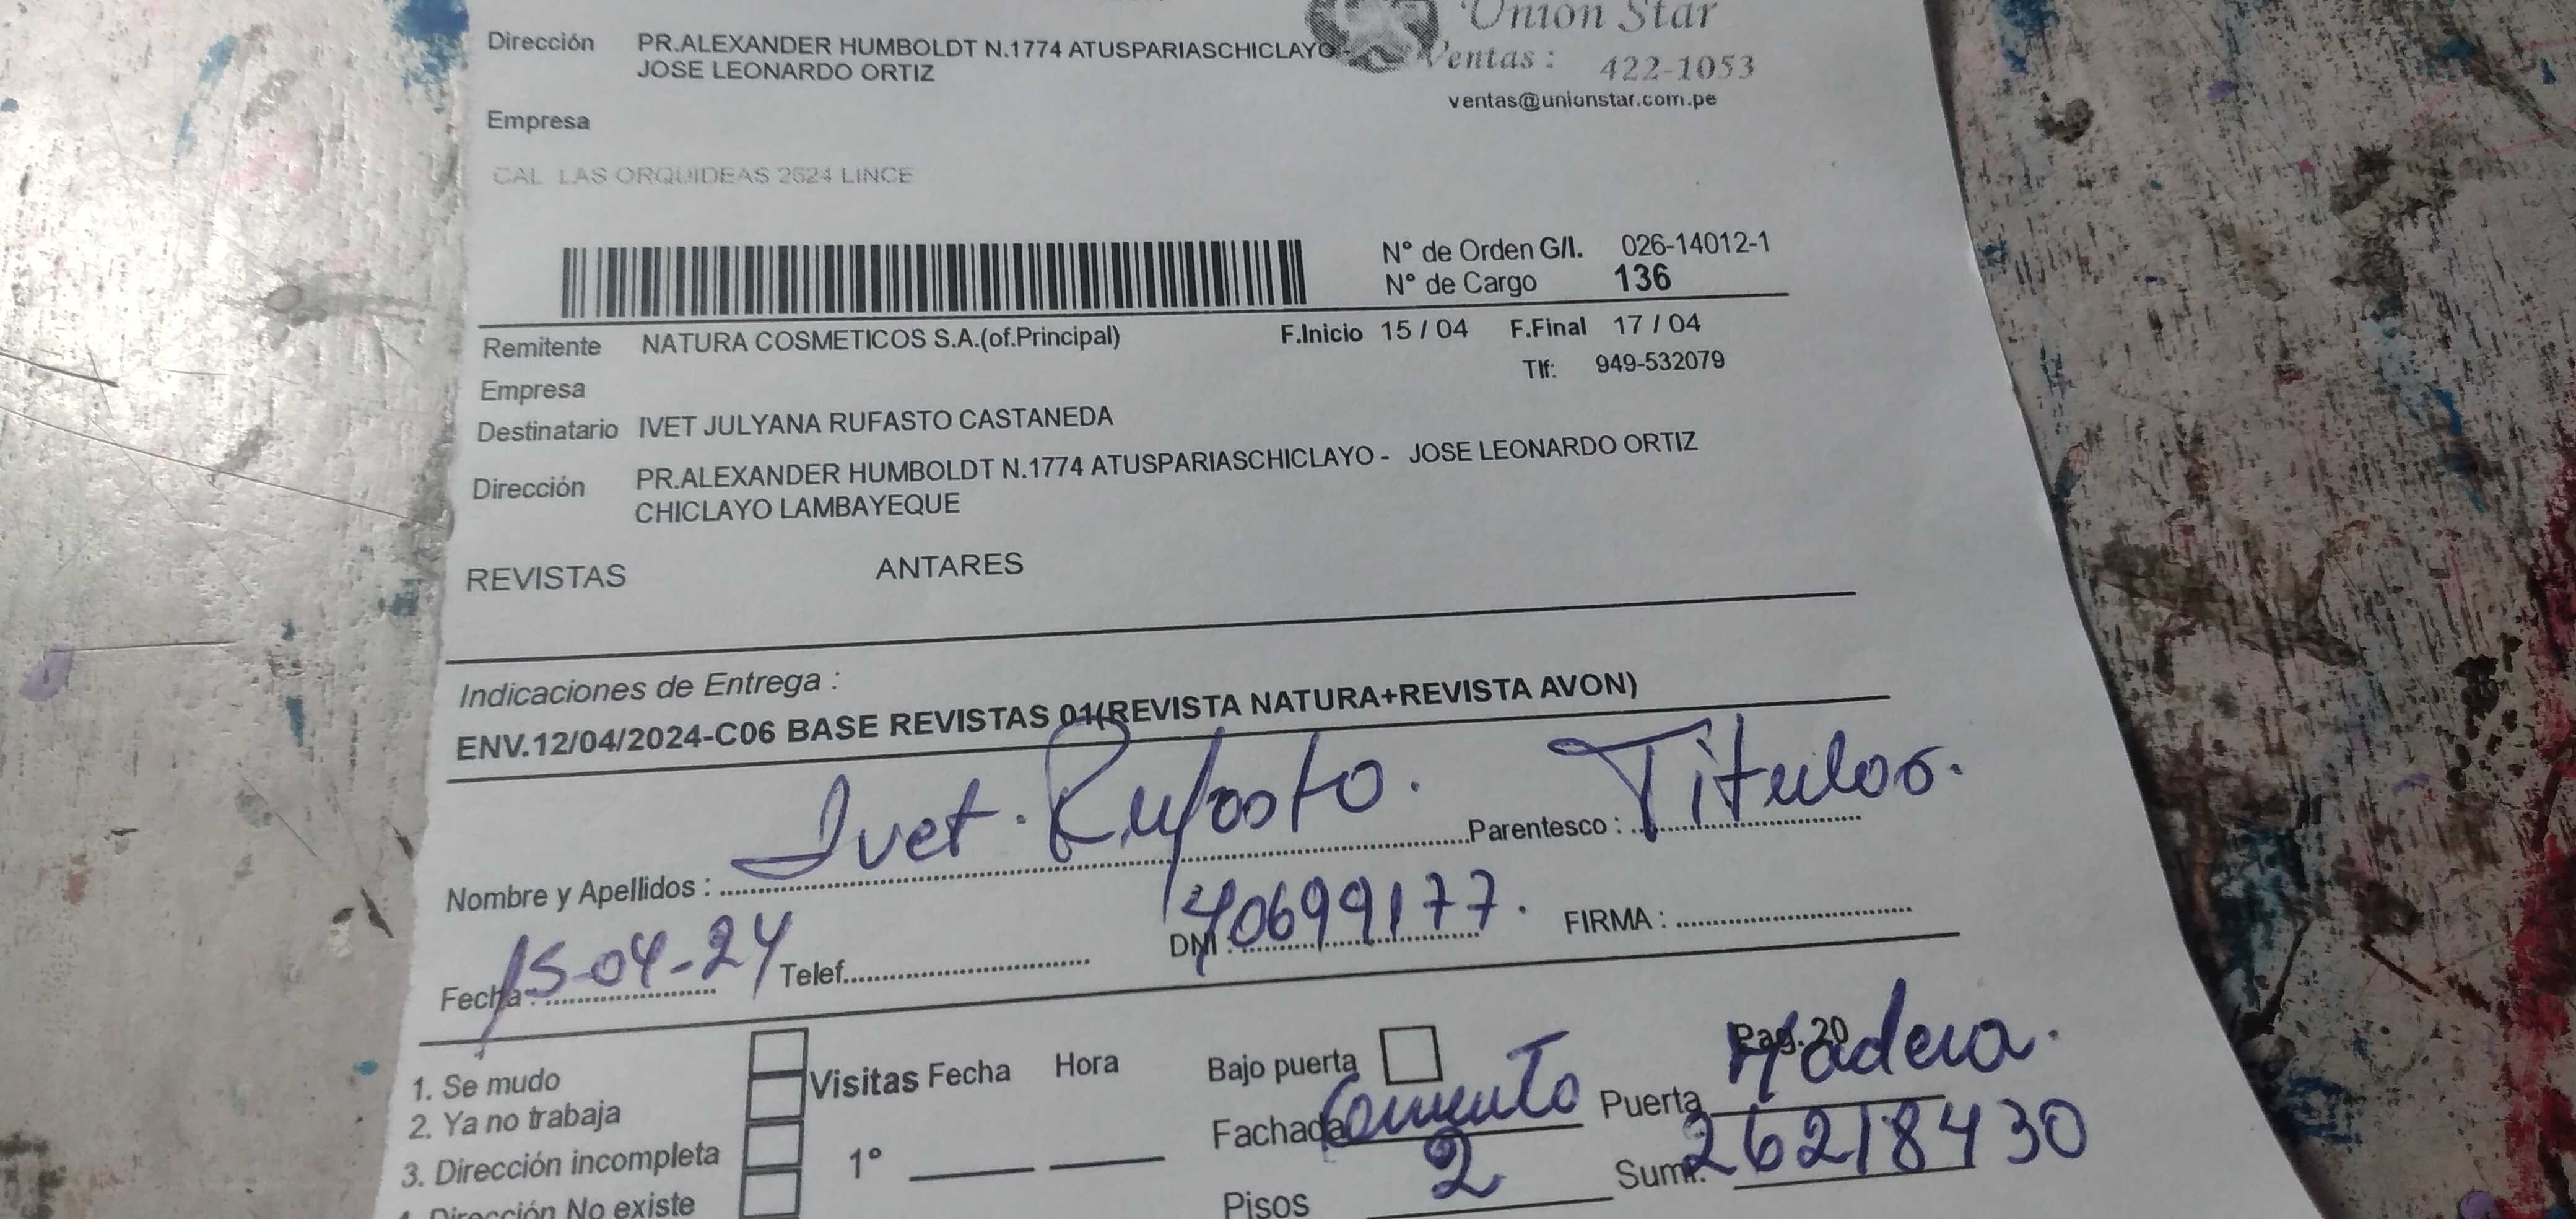 Dirección PR.ALEXANDER HUMBOLDT N.1774 ATUSPARIASCHICLAYO -
JOSE LEONARDO ORTIZ
Union Star
Ventas : 422-1053
ventas@unionstar.com.pe
Empresa
CAL LAS ORQUIDEAS 2624 LINCE
N° de Orden G/I. 026-14012-1
N° de Cargo 136
Remitente NATURA COSMETICOS S.A.(of.Principal) F.Inicio 15 / 04 F.Final 17 / 04
Empresa Tlf: 949-532079
Destinatario IVET JULYANA RUFASTO CASTANEDA
Dirección PR.ALEXANDER HUMBOLDT N.1774 ATUSPARIASCHICLAYO - JOSE LEONARDO ORTIZ
CHICLAYO LAMBAYEQUE
REVISTAS ANTARES
Indicaciones de Entrega :
ENV.12/04/2024-C06 BASE REVISTAS 01(REVISTA NATURA+REVISTA AVON)
Nombre y Apellidos : Ivet. Rufasto. Parentesco : Titular.
Fecha : 15-04-24 Telef. DNI : 40699177. FIRMA :
Pag. 20
1. Se mudo
2. Ya no trabaja
3. Dirección incompleta
Dirección No existe
Visitas Fecha Hora
1°
Bajo puerta
Fachada Cemento Puerta Madera.
Pisos 2 Sumr. 26218430